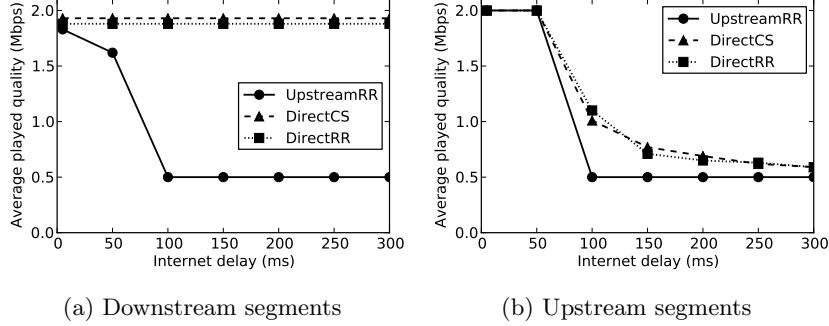 Average played quality (Mbps)
2.0
1.5
1.0
0.5
0.0
0 50 100 150 200 250 300
Internet delay (ms)
UpstreamRR
DirectCS
DirectRR
(a) Downstream segments
Average played quality (Mbps)
2.0
1.5
1.0
0.5
0.0
0 50 100 150 200 250 300
Internet delay (ms)
UpstreamRR
DirectCS
DirectRR
(b) Upstream segments